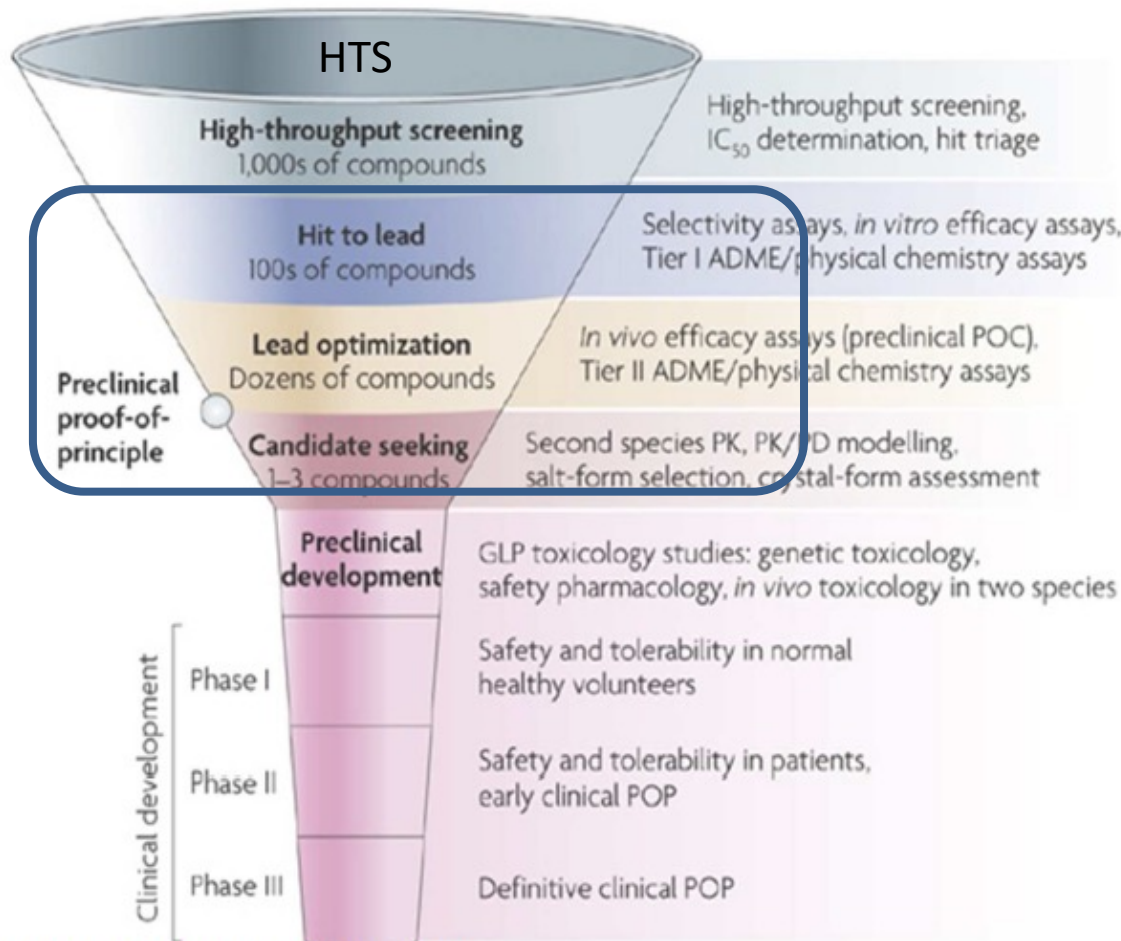 HTS
High-throughput screening
1,000s of compounds
High-throughput screening,
IC₅₀ determination, hit triage
Hit to lead
100s of compounds
Selectivity assays, in vitro efficacy assays,
Tier I ADME/physical chemistry assays
Lead optimization
Dozens of compounds
In vivo efficacy assays (preclinical POC),
Tier II ADME/physical chemistry assays
Preclinical
proof-of-
principle
Candidate seeking
1–3 compounds
Second species PK, PK/PD modelling,
salt-form selection, crystal-form assessment
Preclinical
development
GLP toxicology studies: genetic toxicology,
safety pharmacology, in vivo toxicology in two species
Clinical development
Phase I
Safety and tolerability in normal
healthy volunteers
Phase II
Safety and tolerability in patients,
early clinical POP
Phase III
Definitive clinical POP